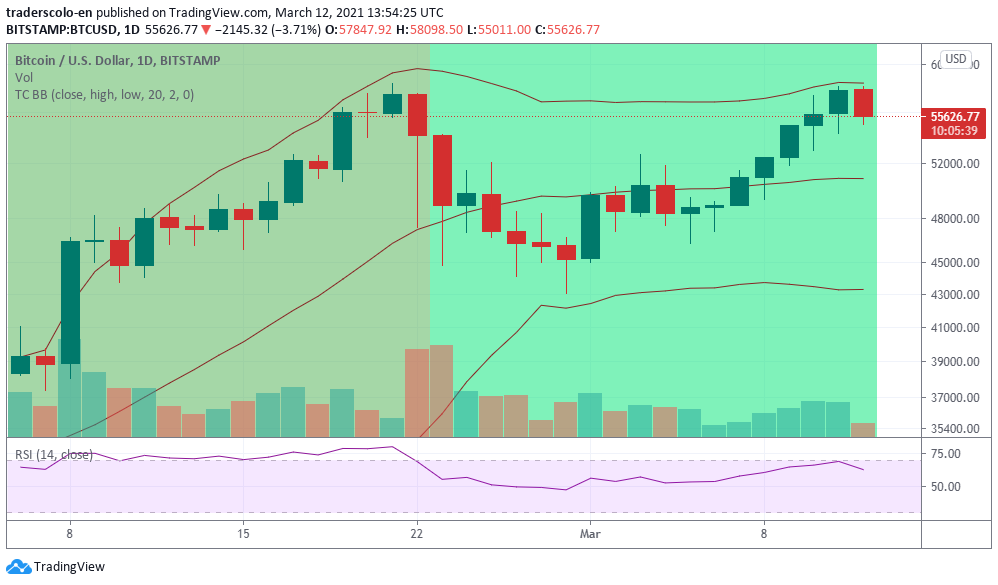 traderscolo-en published on TradingView.com, March 12, 2021 13:54:25 UTC
BITSTAMP:BTCUSD, 1D 55626.77 ▼ −2145.32 (−3.71%) O:57847.92 H:58098.50 L:55011.00 C:55626.77
Bitcoin / U.S. Dollar, 1D, BITSTAMP
Vol
TC BB (close, high, low, 20, 2, 0)
USD
55626.77
10:05:39
52000.00
48000.00
45000.00
43000.00
41000.00
39000.00
37000.00
35400.00
RSI (14, close)
75.00
50.00
8 15 22 Mar 8
TradingView